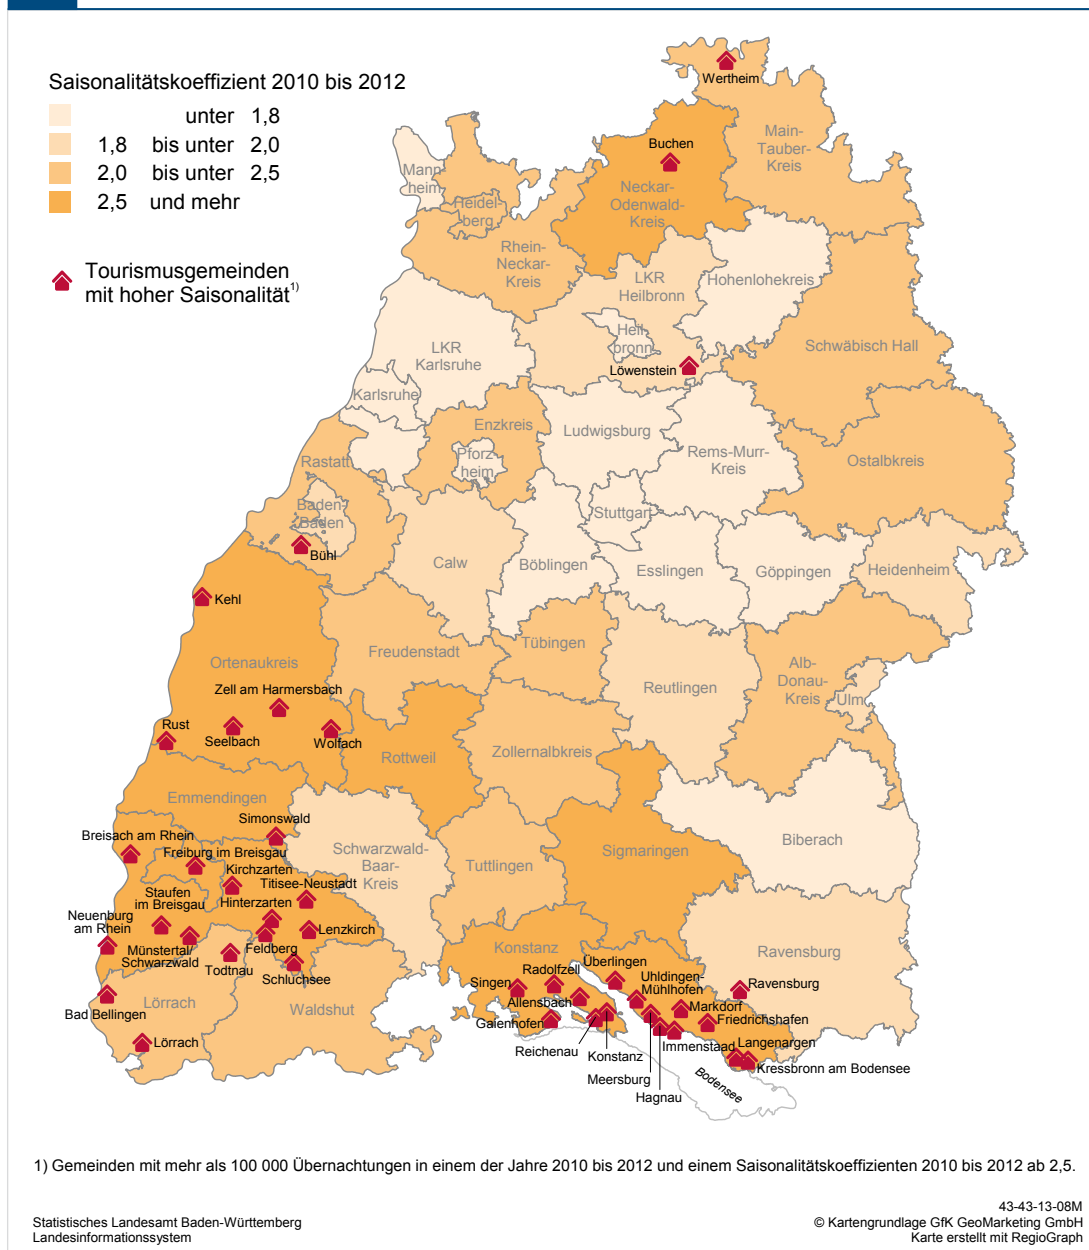 Saisonalitätskoeffizient 2010 bis 2012
unter 1,8
1,8 bis unter 2,0
2,0 bis unter 2,5
2,5 und mehr
Tourismusgemeinden
mit hoher Saisonalität1)
Wertheim
Main-
Tauber-
Kreis
Buchen
Neckar-
Odenwald-
Kreis
Mann-
heim
Heidel-
berg
Rhein-
Neckar-
Kreis
LKR
Heilbronn
Hohenlohekreis
Heil-
bronn
Löwenstein
Schwäbisch Hall
LKR
Karlsruhe
Karlsruhe
Enzkreis
Pforz-
heim
Ludwigsburg
Rems-Murr-
Kreis
Ostalbkreis
Rastatt
Baden-
Baden
Bühl
Stuttgart
Calw
Böblingen
Esslingen
Göppingen
Heidenheim
Kehl
Ortenaukreis
Freudenstadt
Tübingen
Reutlingen
Alb-
Donau-
Kreis
Ulm
Zell am Harmersbach
Rust
Seelbach
Wolfach
Rottweil
Zollernalbkreis
Emmendingen
Simonswald
Breisach am Rhein
Freiburg im Breisgau
Kirchzarten
Titisee-Neustadt
Staufen
im Breisgau
Hinterzarten
Neuenburg
am Rhein
Münstertal/
Schwarzwald
Feldberg
Lenzkirch
Todtnau
Schluchsee
Schwarzwald-
Baar-
Kreis
Tuttlingen
Sigmaringen
Biberach
Ravensburg
Konstanz
Lörrach
Waldshut
Bad Bellingen
Lörrach
Singen
Radolfzell
Überlingen
Uhldingen-
Mühlhofen
Ravensburg
Allensbach
Markdorf
Gaienhofen
Friedrichshafen
Reichenau
Konstanz
Immenstaad
Langenargen
Kressbronn am Bodensee
Meersburg
Hagnau
Bodensee
1) Gemeinden mit mehr als 100 000 Übernachtungen in einem der Jahre 2010 bis 2012 und einem Saisonalitätskoeffizienten 2010 bis 2012 ab 2,5.
43-43-13-08M
Statistisches Landesamt Baden-Württemberg
© Kartengrundlage GfK GeoMarketing GmbH
Landesinformationssystem
Karte erstellt mit RegioGraph